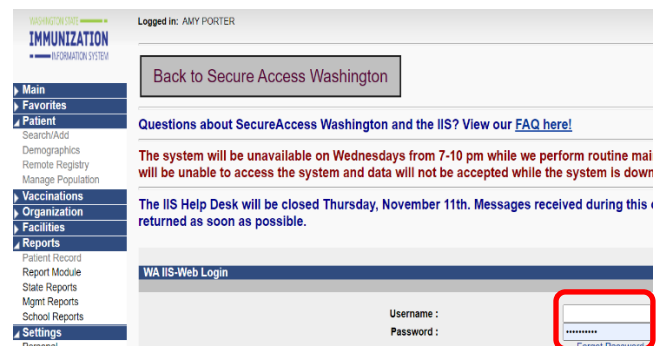 WASHINGTON STATE
IMMUNIZATION
INFORMATION SYSTEM
Logged in: AMY PORTER
Back to Secure Access Washington
Main
Favorites
Patient
Search/Add
Demographics
Remote Registry
Manage Population
Vaccinations
Organization
Facilities
Reports
Patient Record
Report Module
State Reports
Mgmt Reports
School Reports
Settings
Personal
Questions about SecureAccess Washington and the IIS? View our FAQ here!
The system will be unavailable on Wednesdays from 7-10 pm while we perform routine mai
will be unable to access the system and data will not be accepted while the system is down
The IIS Help Desk will be closed Thursday, November 11th. Messages received during this
returned as soon as possible.
WA IIS-Web Login
Username :
Password :
••••••••••
Forgot Password